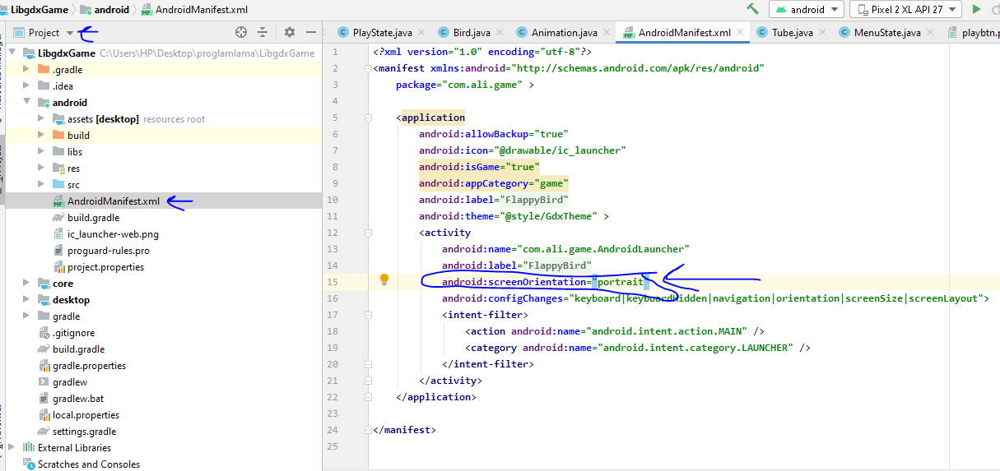 LibgdxGame android AndroidManifest.xml
android Pixel 2 XL API 27
Project
PlayState.java Bird.java Animation.java AndroidManifest.xml Tube.java MenuState.java playbtn.p
LibgdxGame C:\Users\HP\Desktop\proglamlama\LibgdxGame
.gradle
.idea
android
assets [desktop] resources root
build
libs
res
src
MF AndroidManifest.xml
build.gradle
ic_launcher-web.png
proguard-rules.pro
project.properties
core
desktop
gradle
.gitignore
build.gradle
gradle.properties
gradlew
gradlew.bat
local.properties
settings.gradle
External Libraries
Scratches and Consoles
1 <?xml version="1.0" encoding="utf-8"?>
2 <manifest xmlns:android="http://schemas.android.com/apk/res/android"
3 package="com.ali.game" >
4
5 <application
6 android:allowBackup="true"
7 android:icon="@drawable/ic_launcher"
8 android:isGame="true"
9 android:appCategory="game"
10 android:label="FlappyBird"
11 android:theme="@style/GdxTheme" >
12 <activity
13 android:name="com.ali.game.AndroidLauncher"
14 android:label="FlappyBird"
15 android:screenOrientation="portrait"
16 android:configChanges="keyboard|keyboardHidden|navigation|orientation|screenSize|screenLayout">
17 <intent-filter>
18 <action android:name="android.intent.action.MAIN" />
19 <category android:name="android.intent.category.LAUNCHER" />
20 </intent-filter>
21 </activity>
22 </application>
23
24 </manifest>
25